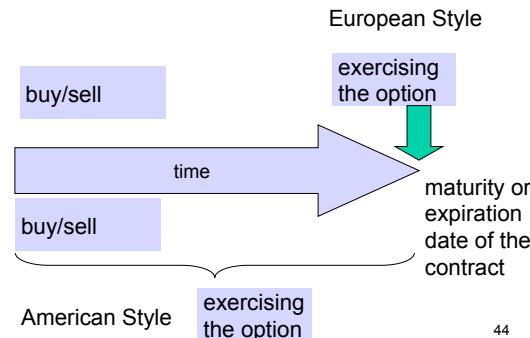 European Style
exercising
the option
buy/sell
time
maturity or
expiration
date of the
contract
buy/sell
American Style
exercising
the option
44